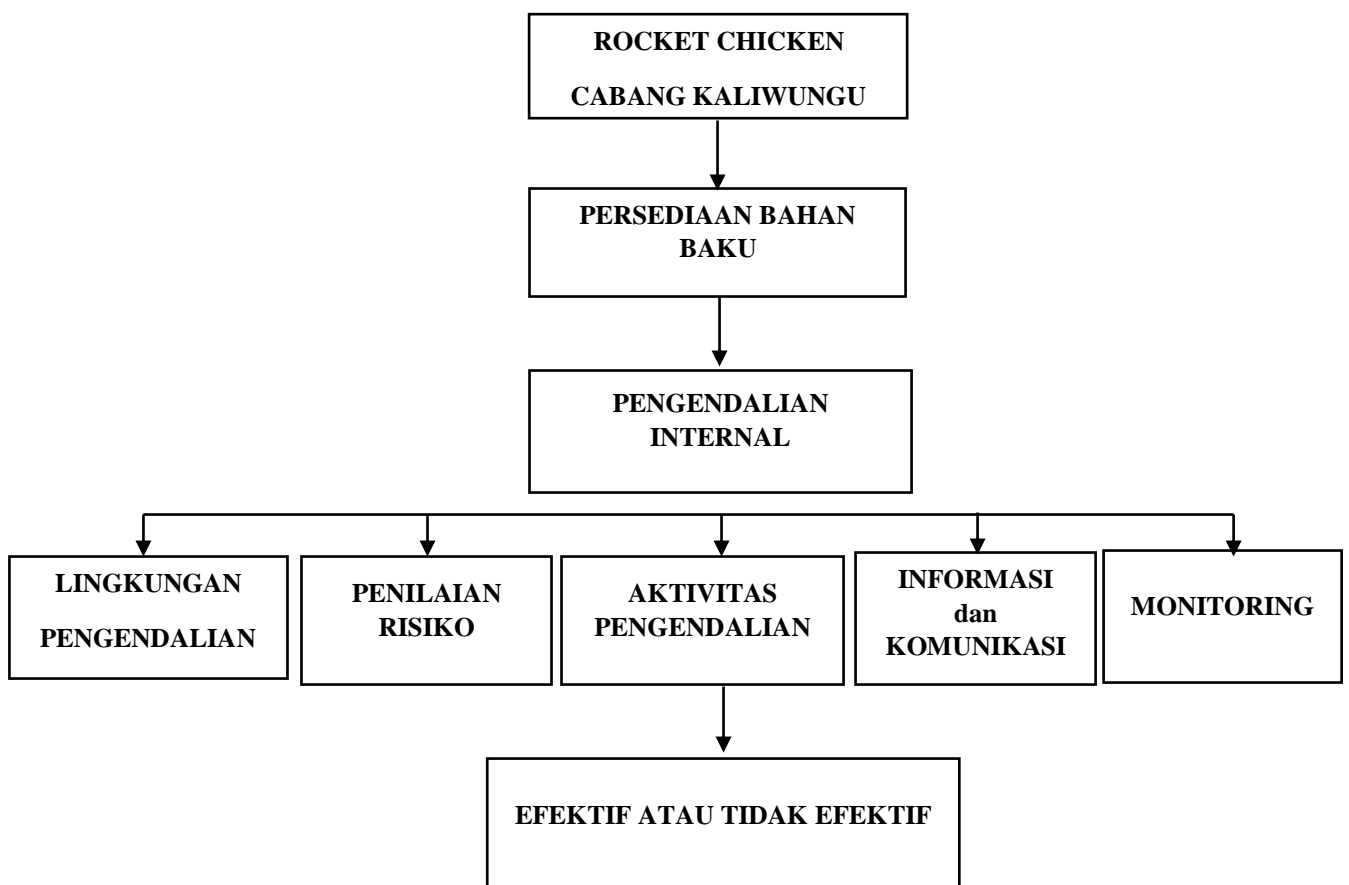 ROCKET CHICKEN
CABANG KALIWUNGU
PERSEDIAAN BAHAN
BAKU
PENGENDALIAN
INTERNAL
LINGKUNGAN
PENGENDALIAN
PENILAIAN
RISIKO
AKTIVITAS
PENGENDALIAN
INFORMASI
dan
KOMUNIKASI
MONITORING
EFEKTIF ATAU TIDAK EFEKTIF